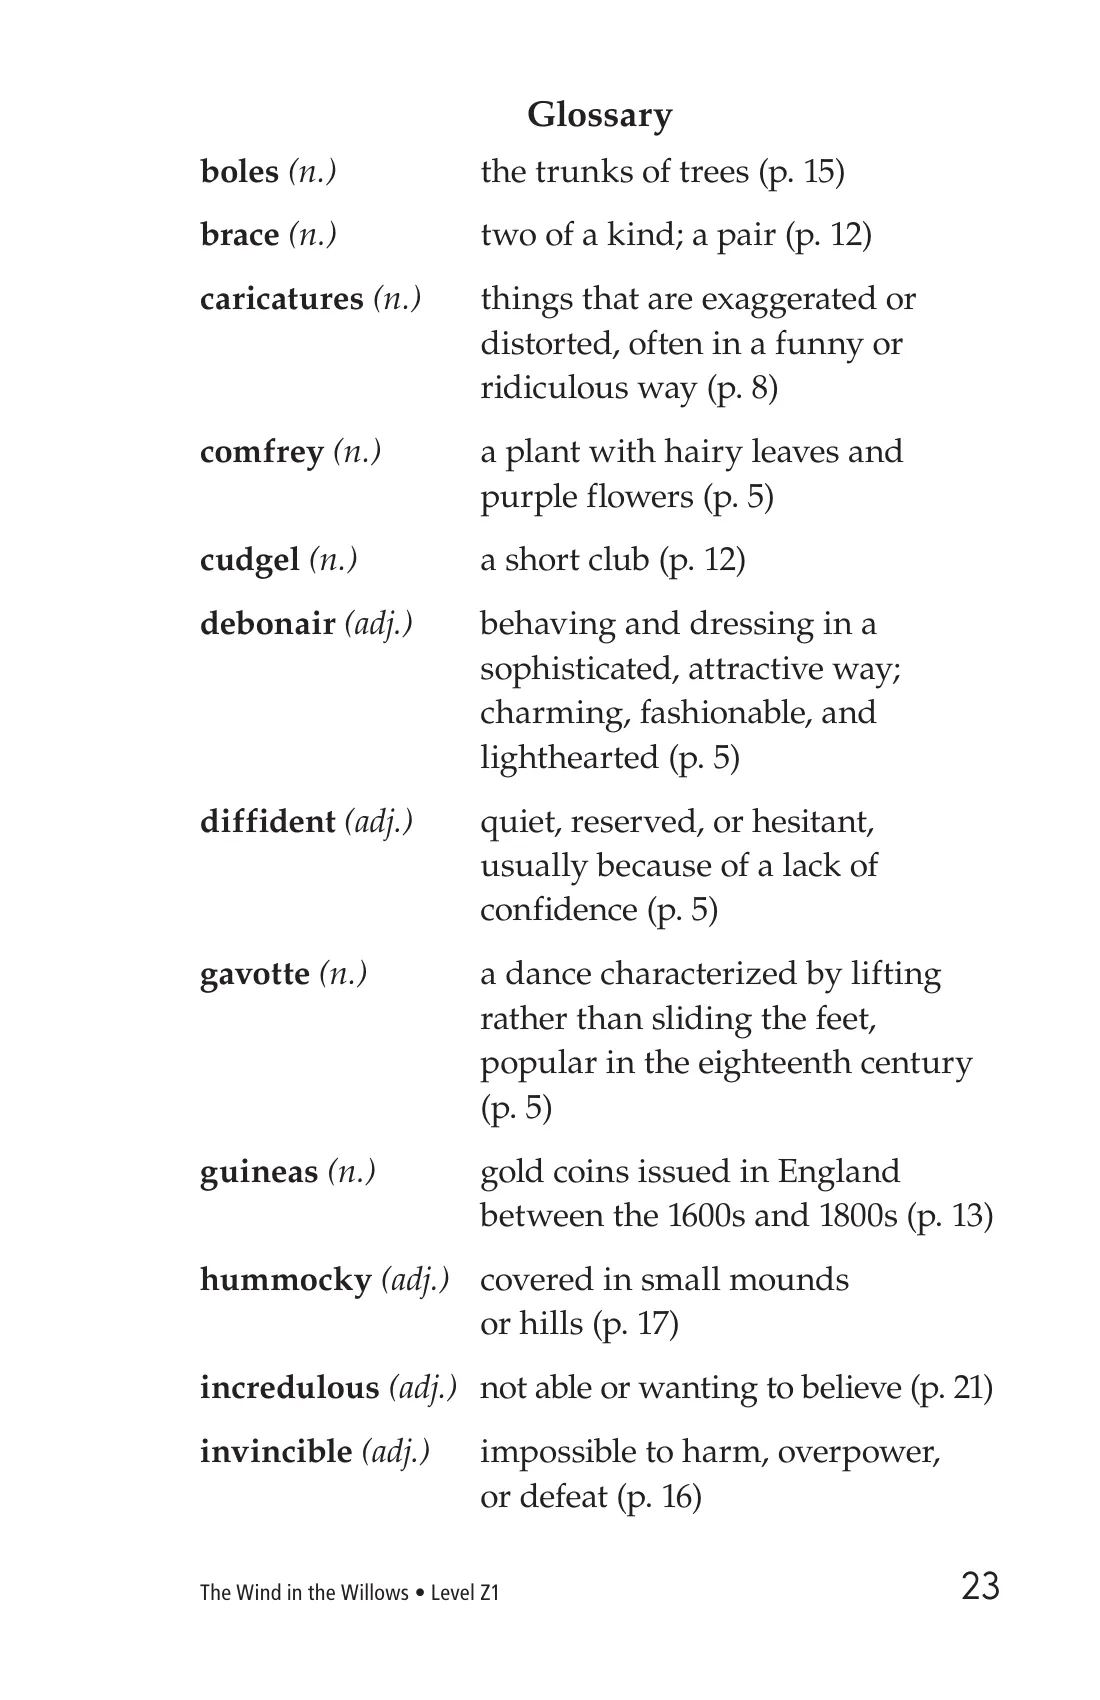 Glossary
boles (n.) the trunks of trees (p. 15)
brace (n.) two of a kind; a pair (p. 12)
caricatures (n.) things that are exaggerated or
distorted, often in a funny or
ridiculous way (p. 8)
comfrey (n.) a plant with hairy leaves and
purple flowers (p. 5)
cudgel (n.) a short club (p. 12)
debonair (adj.) behaving and dressing in a
sophisticated, attractive way;
charming, fashionable, and
lighthearted (p. 5)
diffident (adj.) quiet, reserved, or hesitant,
usually because of a lack of
confidence (p. 5)
gavotte (n.) a dance characterized by lifting
rather than sliding the feet,
popular in the eighteenth century
(p. 5)
guineas (n.) gold coins issued in England
between the 1600s and 1800s (p. 13)
hummocky (adj.) covered in small mounds
or hills (p. 17)
incredulous (adj.) not able or wanting to believe (p. 21)
invincible (adj.) impossible to harm, overpower,
or defeat (p. 16)
The Wind in the Willows • Level Z1 23